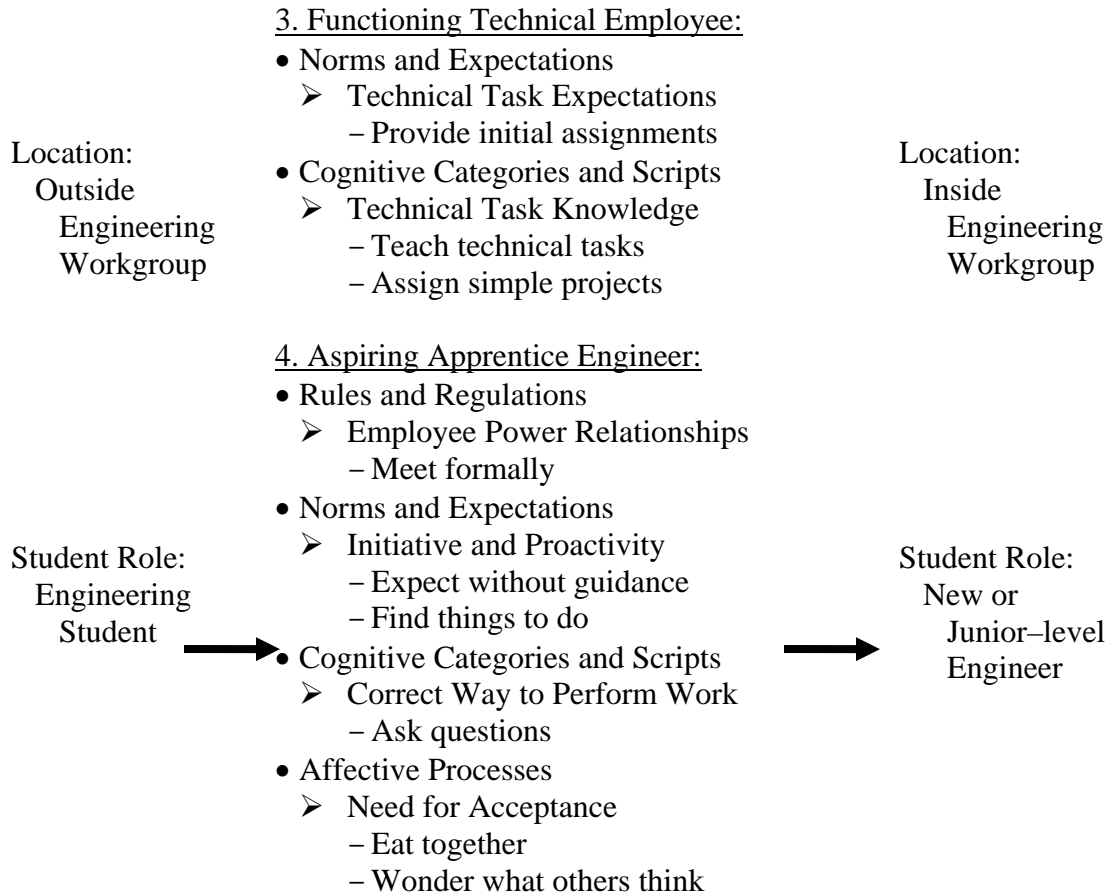 3. Functioning Technical Employee:
• Norms and Expectations
➢ Technical Task Expectations
– Provide initial assignments
• Cognitive Categories and Scripts
➢ Technical Task Knowledge
– Teach technical tasks
– Assign simple projects
Location:
Outside
Engineering
Workgroup
Location:
Inside
Engineering
Workgroup
4. Aspiring Apprentice Engineer:
• Rules and Regulations
➢ Employee Power Relationships
– Meet formally
• Norms and Expectations
➢ Initiative and Proactivity
– Expect without guidance
– Find things to do
• Cognitive Categories and Scripts
➢ Correct Way to Perform Work
– Ask questions
• Affective Processes
➢ Need for Acceptance
– Eat together
– Wonder what others think
Student Role:
Engineering
Student
Student Role:
New or
Junior–level
Engineer